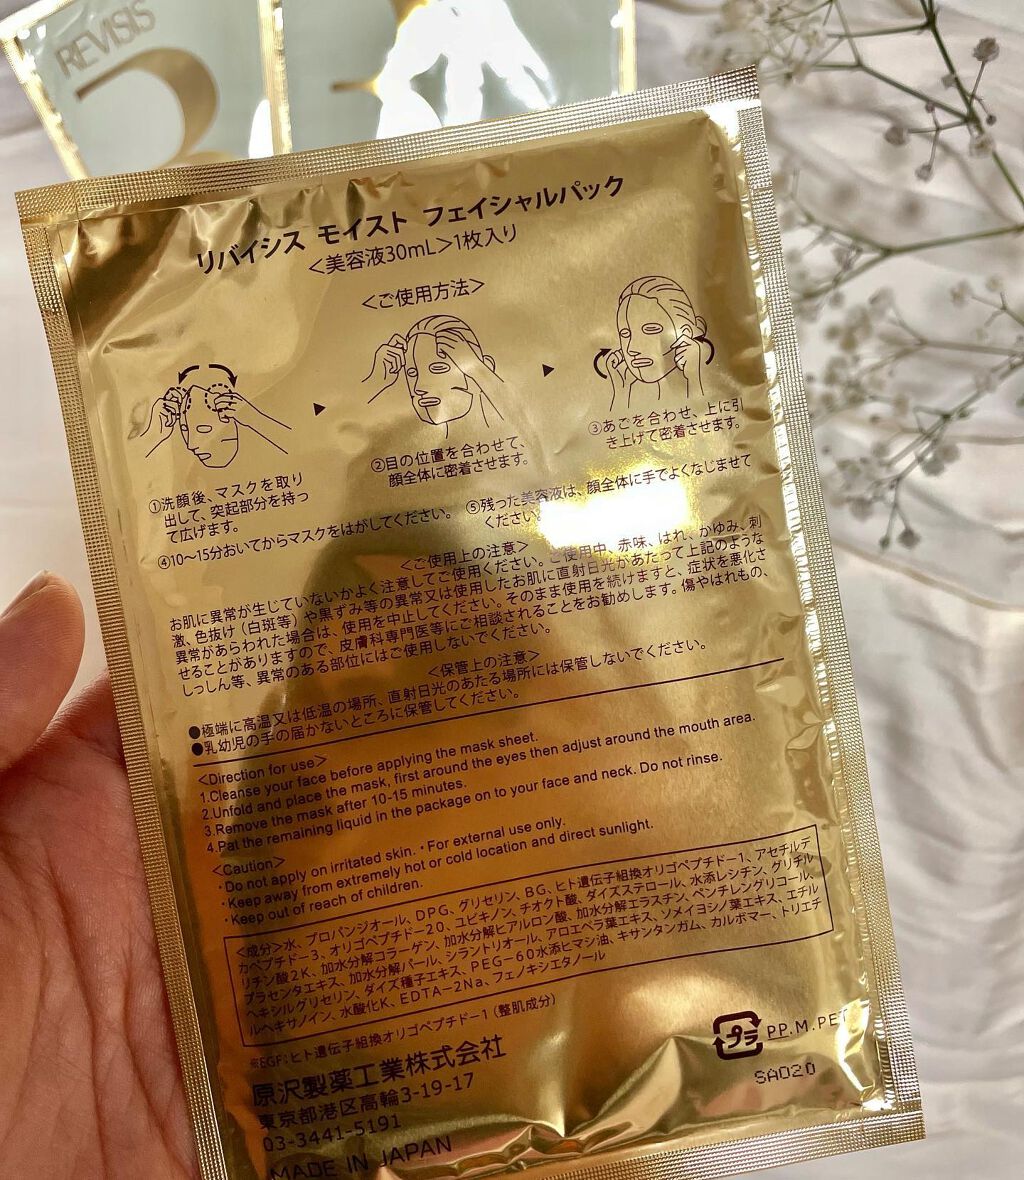 REVISIS
リバイシス モイスト フェイシャルパック
＜美容液30mL＞1枚入り
＜ご使用方法＞
①洗顔後、マスクを取り
出して、突起部分を持っ
て広げます。
②目の位置を合わせて、
顔全体に密着させます。
③あごを合わせ、上に引
き上げて密着させます。
④10〜15分おいてからマスクをはがしてください。
⑤残った美容液は、顔全体に手でよくなじませて
ください。
＜ご使用上の注意＞
お肌に異常が生じていないかよく注意してご使用ください。ご使用中、赤味、はれ、かゆみ、刺
激、色抜け（白斑等）や黒ずみ等の異常又は使用したお肌に直射日光があたって上記のような
異常があらわれた場合は、使用を中止してください。そのまま使用を続けますと、症状を悪化さ
せることがありますので、皮膚科専門医等にご相談されることをお勧めします。傷やはれもの、
しっしん等、異常のある部位にはご使用しないでください。
＜保管上の注意＞
●極端に高温又は低温の場所、直射日光のあたる場所には保管しないでください。
●乳幼児の手の届かないところに保管してください。
<Direction for use>
1.Cleanse your face before applying the mask sheet.
2.Unfold and place the mask, first around the eyes then adjust around the mouth area.
3.Remove the mask after 10-15 minutes.
4.Pat the remaining liquid in the package on to your face and neck. Do not rinse.
<Caution>
・Do not apply on irritated skin. ・For external use only.
・Keep away from extremely hot or cold location and direct sunlight.
・Keep out of reach of children.
＜成分＞水、プロパンジオール、DPG、グリセリン、BG、ヒト遺伝子組換オリゴペプチド-1、アセチルデ
カペプチド-3、オリゴペプチド-20、ユビキノン、チオクト酸、ダイズステロール、水添レシチン、グリチル
リチン酸2K、加水分解コラーゲン、加水分解ヒアルロン酸、加水分解エラスチン、ペンチレングリコール、
プラセンタエキス、加水分解パール、シラントリオール、アロエベラ葉エキス、ソメイヨシノ葉エキス、エチル
ヘキシルグリセリン、ダイズ種子エキス、PEG-60水添ヒマシ油、キサンタンガム、カルボマー、トリエチ
ルヘキサノイン、水酸化K、EDTA-2Na、フェノキシエタノール
※EGF:ヒト遺伝子組換オリゴペプチド-1（整肌成分）
原沢製薬工業株式会社
東京都港区高輪3-19-17
03-3441-5191
MADE IN JAPAN
プラ PP.M.PET
SA020